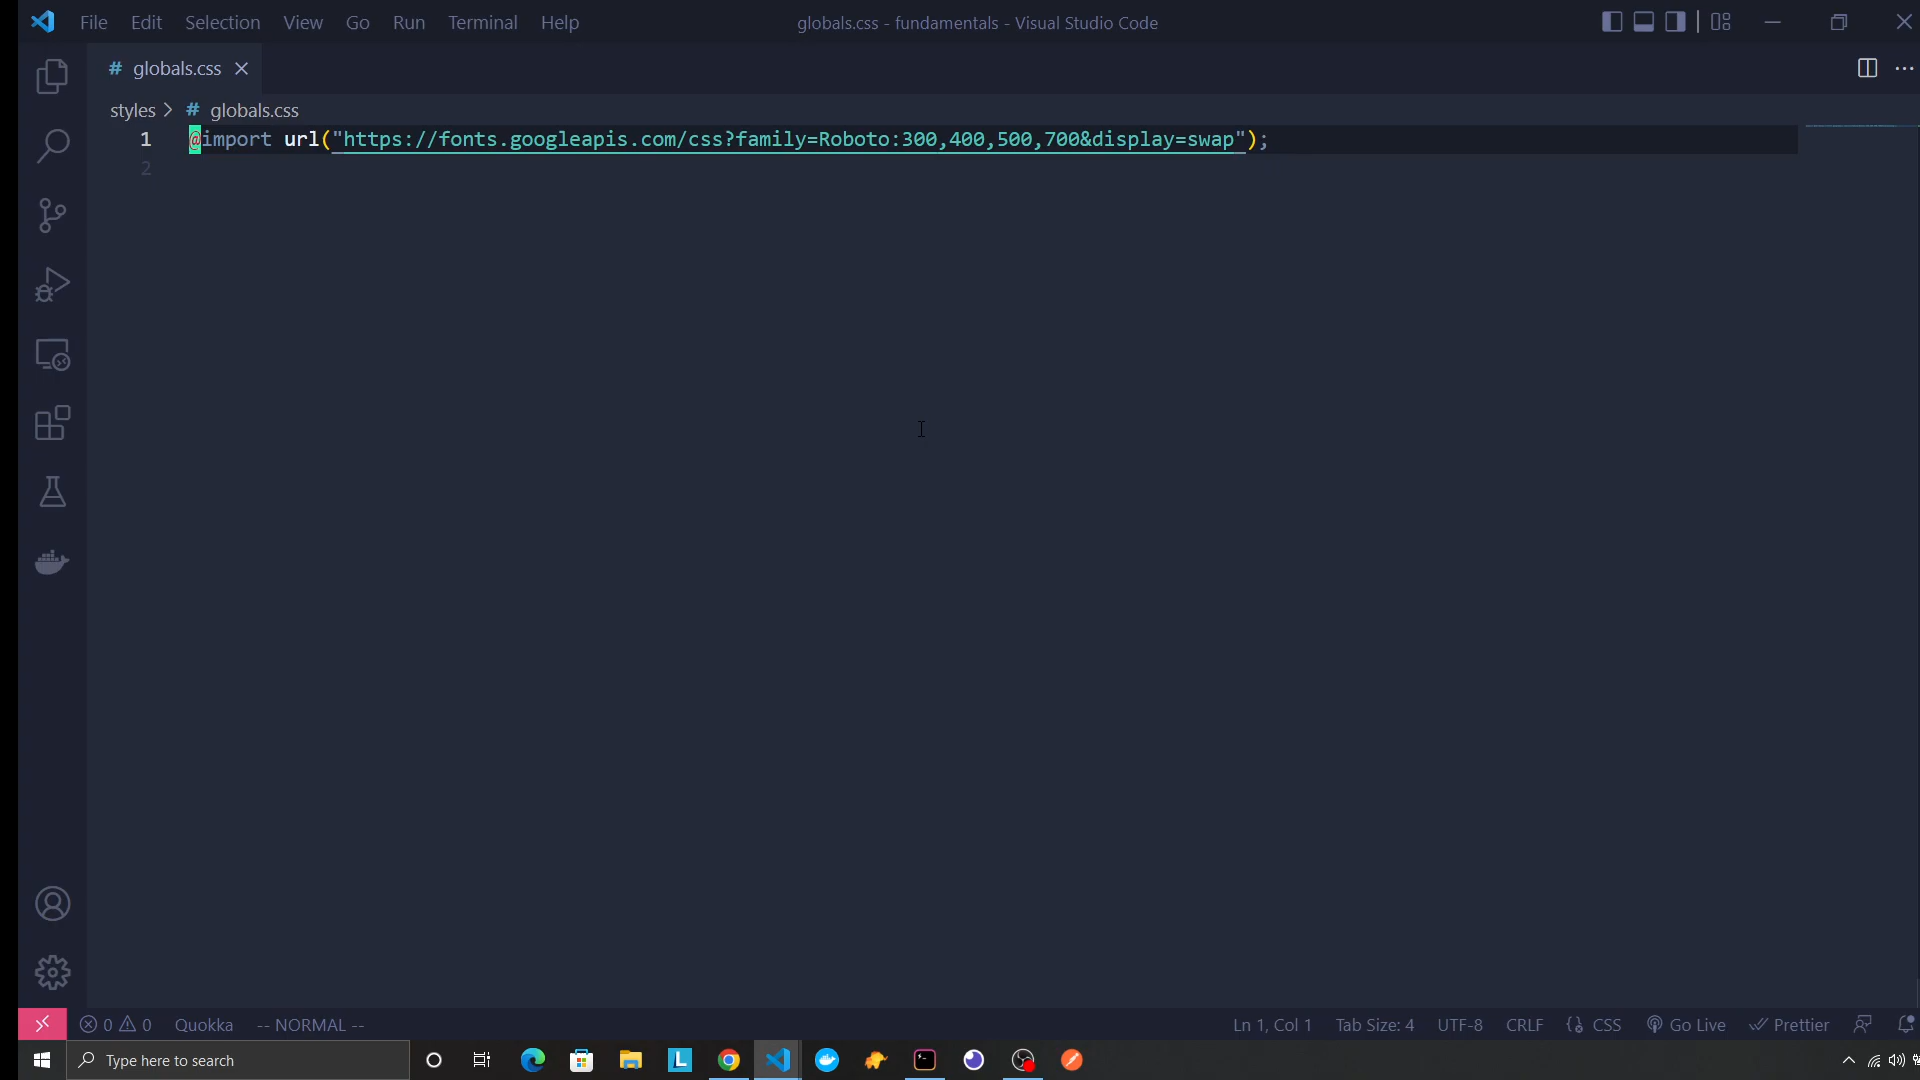 File Edit Selection View Go Run Terminal Help globals.css - fundamentals - Visual Studio Code
# globals.css
styles > # globals.css
1 @import url("https://fonts.googleapis.com/css?family=Roboto:300,400,500,700&display=swap");
2
0 0 Quokka -- NORMAL -- Ln 1, Col 1 Tab Size: 4 UTF-8 CRLF {} CSS Go Live Prettier
Type here to search L